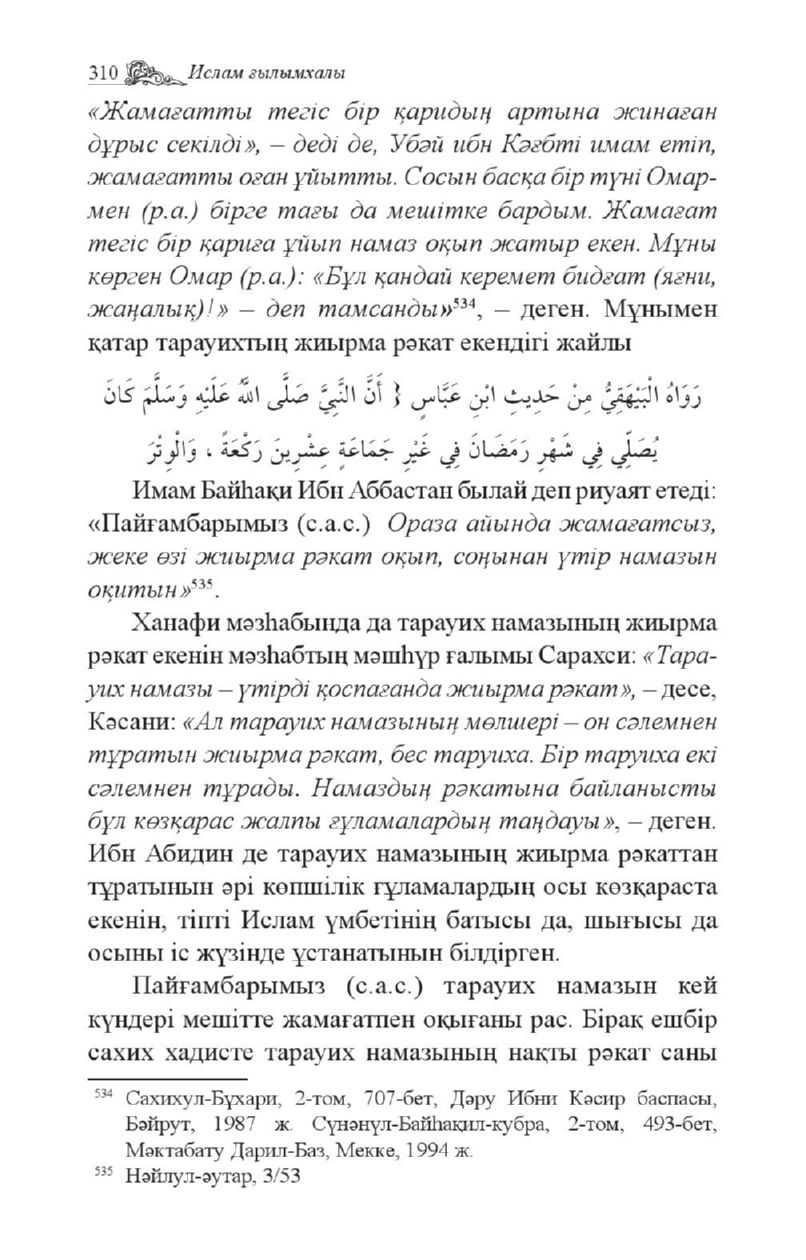 310 Ислам ғылымхалы
«Жамағатты тегіс бір қаридың артына жинаған
дұрыс секілді», – деді де, Убәй ибн Кәғбті имам етіп,
жамағатты оған ұйытты. Сосын басқа бір түні Омар-
мен (р.а.) бірге тағы да мешітке бардым. Жамағат
тегіс бір қариға ұйып намаз оқып жатыр екен. Мұны
көрген Омар (р.а.): «Бұл қандай керемет бидғат (яғни,
жаңалық)!» – деп тамсанды»⁵³⁴, – деген. Мұнымен
қатар тарауихтың жиырма рәкат екендігі жайлы
رَوَاهُ الْبَيْهَقِيُّ مِنْ حَدِيثِ ابْنِ عَبَّاسٍ { أَنَّ النَّبِيَّ صَلَّى اللهُ عَلَيْهِ وَسَلَّمَ كَانَ
يُصَلِّي فِي شَهْرِ رَمَضَانَ فِي غَيْرِ جَمَاعَةٍ عِشْرِينَ رَكْعَةً ، وَالْوِتْرَ
Имам Байһақи Ибн Аббастан былай деп риуаят етеді:
«Пайғамбарымыз (с.а.с.) Ораза айында жамағатсыз,
жеке өзі жиырма рәкат оқып, соңынан үтір намазын
оқитын»⁵³⁵.
Ханафи мәзһабында да тарауих намазының жиырма
рәкат екенін мәзһабтың мәшһүр ғалымы Сарахси: «Тара-
уих намазы – үтірді қоспағанда жиырма рәкат», – десе,
Кәсани: «Ал тарауих намазының мөлшері – он сәлемнен
тұратын жиырма рәкат, бес таруиха. Бір таруиха екі
сәлемнен тұрады. Намаздың рәкатына байланысты
бұл көзқарас жалпы ғұламалардың таңдауы», – деген.
Ибн Абидин де тарауих намазының жиырма рәкаттан
тұратынын әрі көпшілік ғұламалардың осы көзқараста
екенін, тіпті Ислам үмбетінің батысы да, шығысы да
осыны іс жүзінде ұстанатынын білдірген.
Пайғамбарымыз (с.а.с.) тарауих намазын кей
күндері мешітте жамағатпен оқығаны рас. Бірақ ешбір
сахих хадисте тарауих намазының нақты рәкат саны
⁵³⁴ Сахихул-Бұхари, 2-том, 707-бет, Дәру Ибни Кәсир баспасы,
Бәйрут, 1987 ж. Сүнәнүл-Байһақил-кубра, 2-том, 493-бет,
Мәктабату Дарил-Баз, Мекке, 1994 ж.
⁵³⁵ Нәйлул-әутар, 3/53